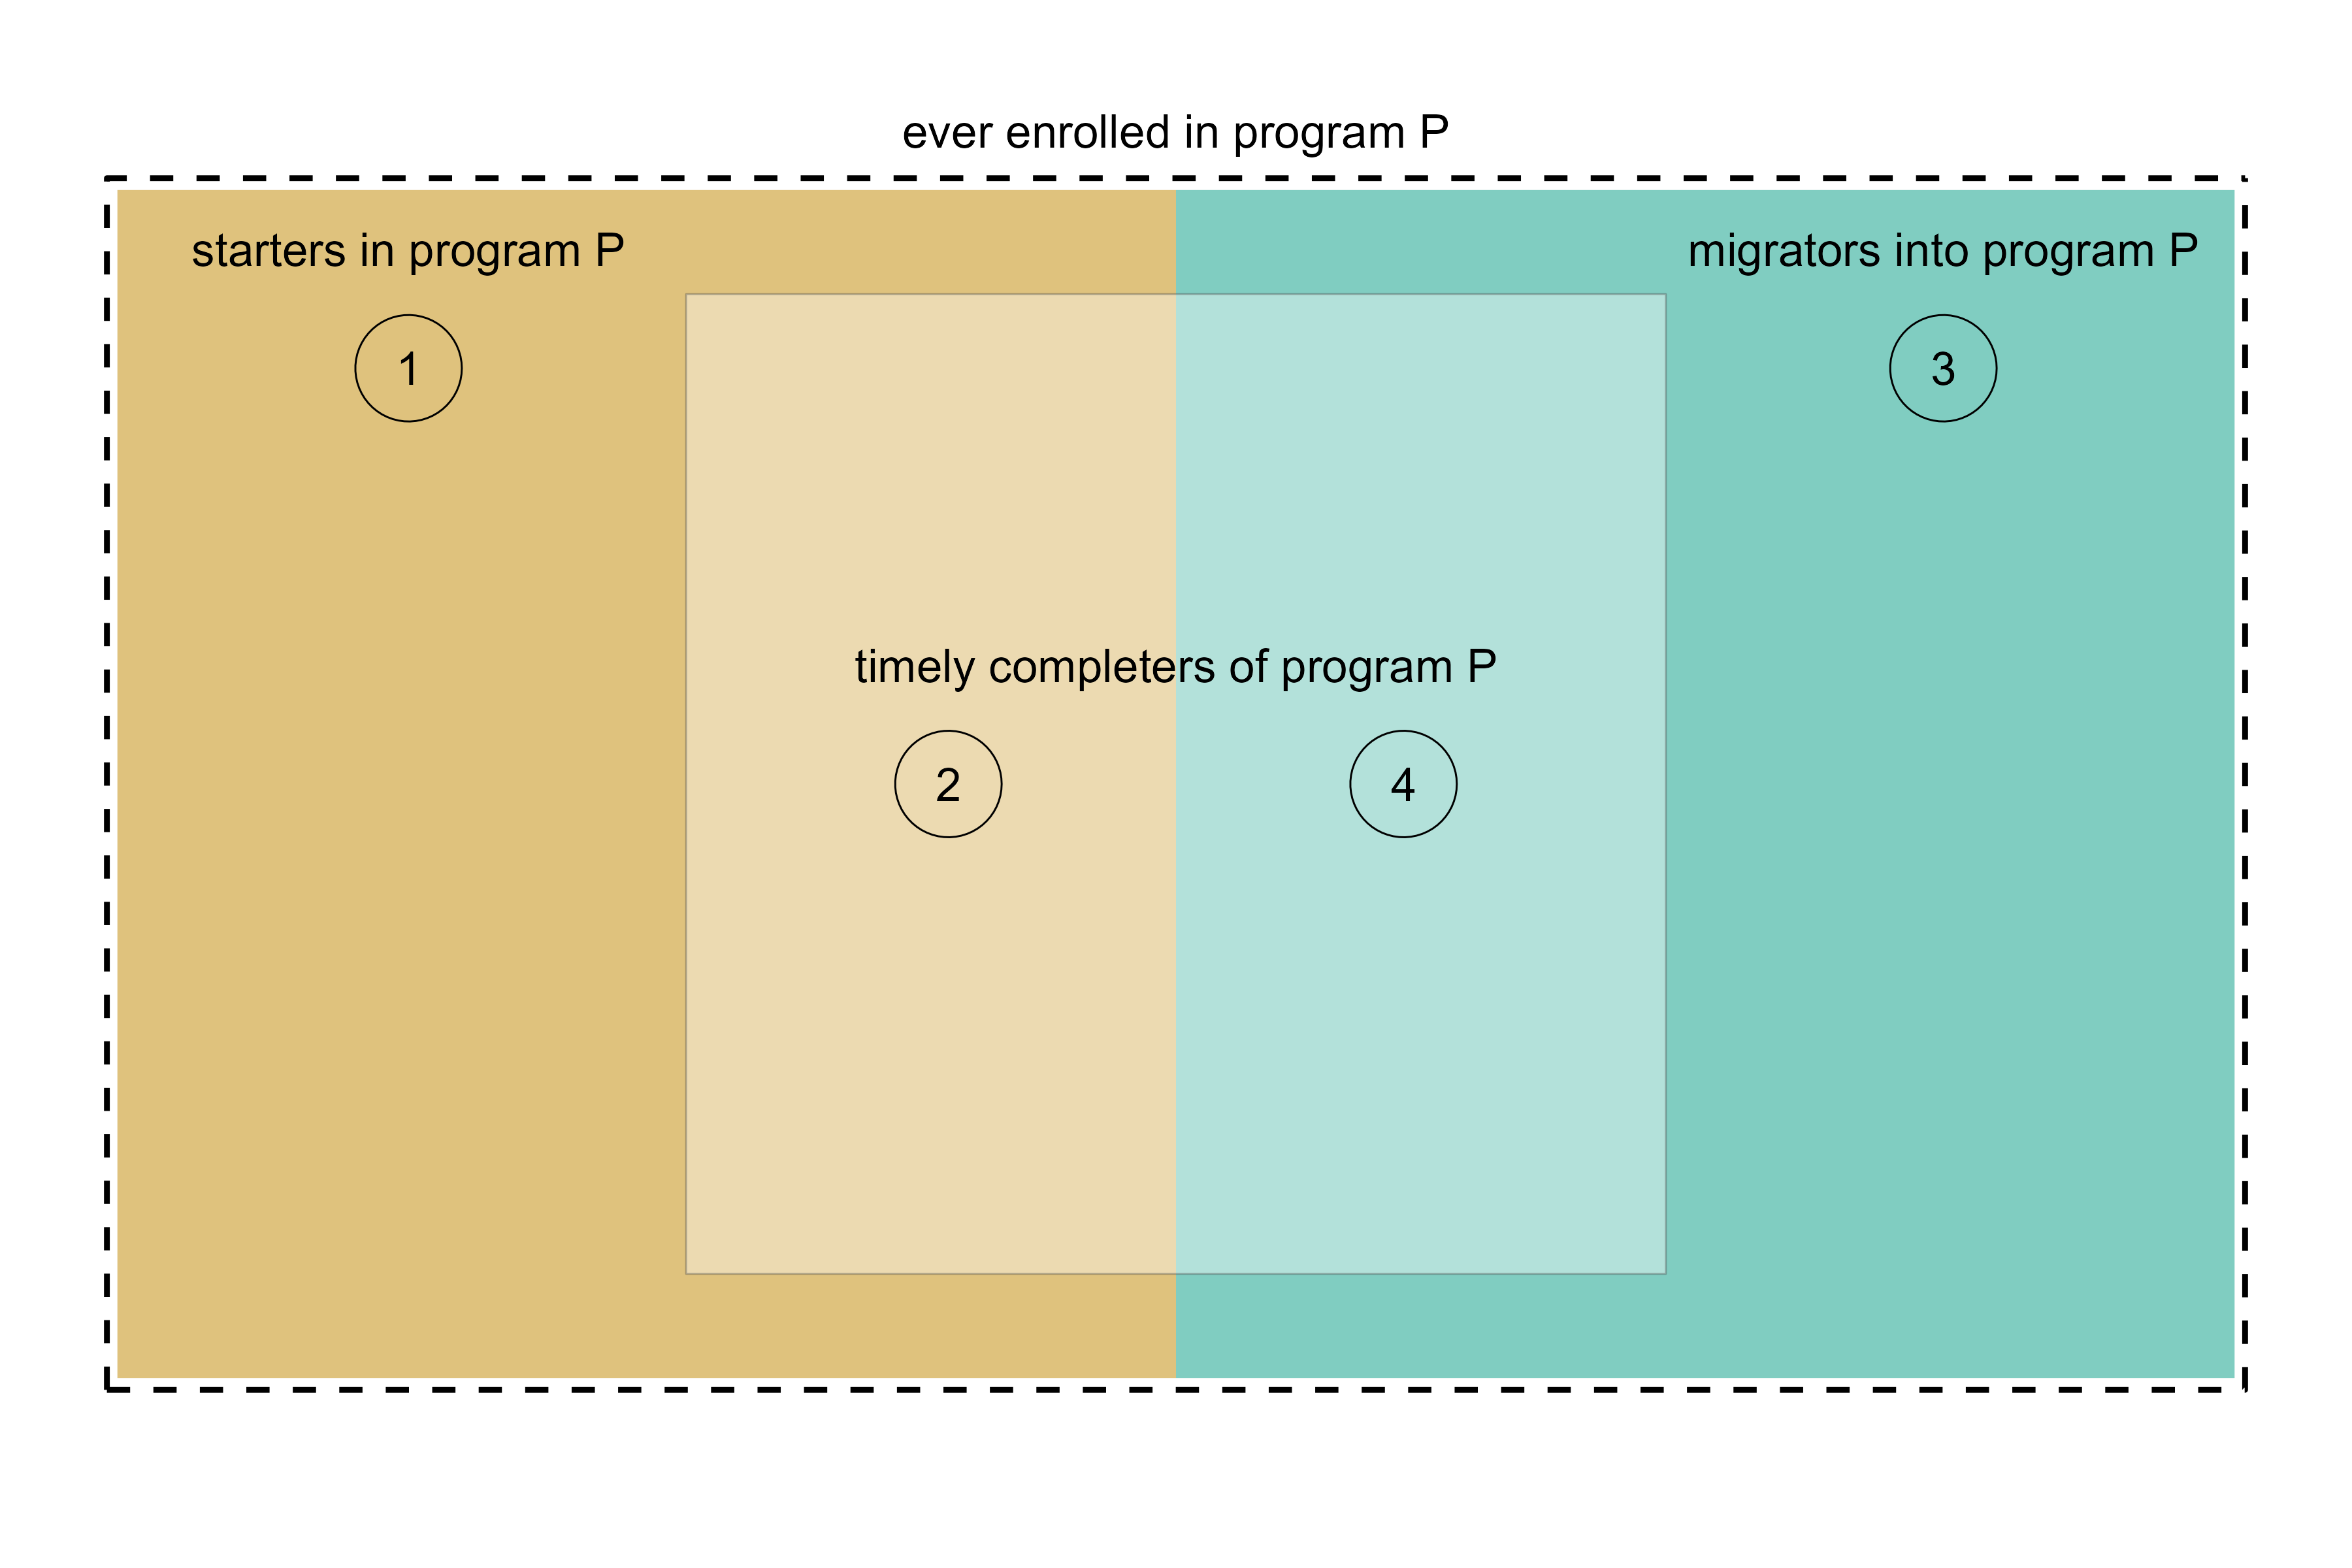 ever enrolled in program P
starters in program P
migrators into program P
1
3
timely completers of program P
2
4